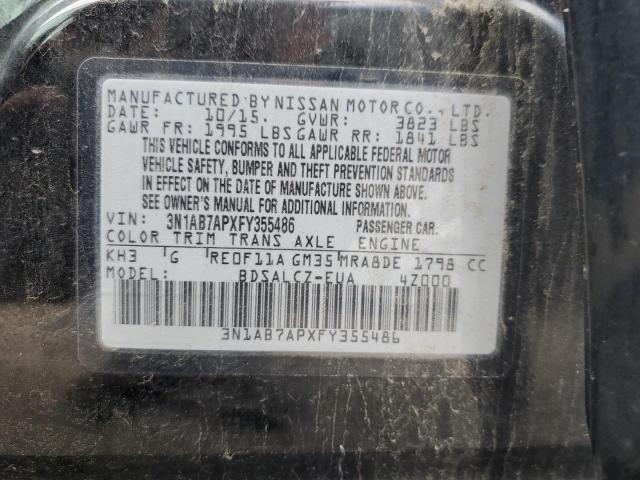 MANUFACTURED BY NISSAN MOTOR CO., LTD.
DATE: 10/15. GVWR: 3823 LBS
GAWR FR: 1995 LBS GAWR RR: 1841 LBS
THIS VEHICLE CONFORMS TO ALL APPLICABLE FEDERAL MOTOR
VEHICLE SAFETY, BUMPER AND THEFT PREVENTION STANDARDS
IN EFFECT ON THE DATE OF MANUFACTURE SHOWN ABOVE.
SEE OWNER'S MANUAL FOR ADDITIONAL INFORMATION.
VIN: 3N1AB7APXFY355486 PASSENGER CAR.
COLOR TRIM TRANS AXLE ENGINE
KH3 G RE0F11A GM35 MRA8DE 1798 CC
MODEL: BDSALCZ-EUA 4Z000
3N1AB7APXFY355486